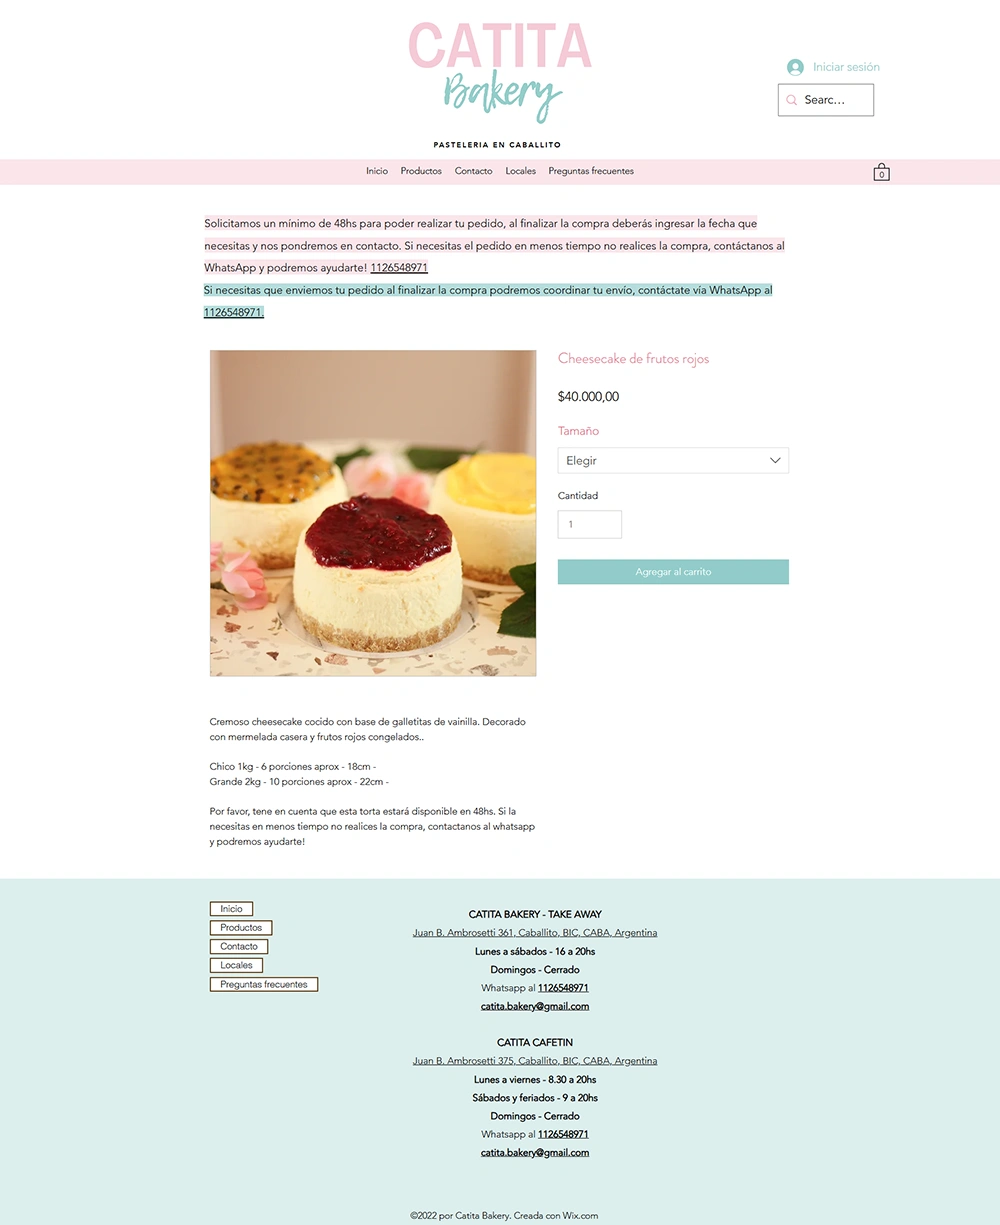 CATITA
Bakery
Iniciar sesión
Searc...
PASTELERIA EN CABALLITO
Inicio
Productos
Contacto
Locales
Preguntas frecuentes
0
Solicitamos un mínimo de 48hs para poder realizar tu pedido, al finalizar la compra deberás ingresar la fecha que
necesitas y nos pondremos en contacto. Si necesitas el pedido en menos tiempo no realices la compra, contáctanos al
WhatsApp y podremos ayudarte! 1126548971
Si necesitas que enviemos tu pedido al finalizar la compra podremos coordinar tu envío, contáctate vía WhatsApp al
1126548971.
Cheesecake de frutos rojos
$40.000,00
Tamaño
Elegir
Cantidad
1
Agregar al carrito
Cremoso cheesecake cocido con base de galletitas de vainilla. Decorado
con mermelada casera y frutos rojos congelados..
Chico 1kg - 6 porciones aprox - 18cm -
Grande 2kg - 10 porciones aprox - 22cm -
Por favor, tene en cuenta que esta torta estará disponible en 48hs. Si la
necesitas en menos tiempo no realices la compra, contactanos al whatsapp
y podremos ayudarte!
Inicio
Productos
Contacto
Locales
Preguntas frecuentes
CATITA BAKERY - TAKE AWAY
Juan B. Ambrosetti 361, Caballito, BIC, CABA, Argentina
Lunes a sábados - 16 a 20hs
Domingos - Cerrado
Whatsapp al 1126548971
catita.bakery@gmail.com
CATITA CAFETIN
Juan B. Ambrosetti 375, Caballito, BIC, CABA, Argentina
Lunes a viernes - 8.30 a 20hs
Sábados y feriados - 9 a 20hs
Domingos - Cerrado
Whatsapp al 1126548971
catita.bakery@gmail.com
©2022 por Catita Bakery. Creada con Wix.com